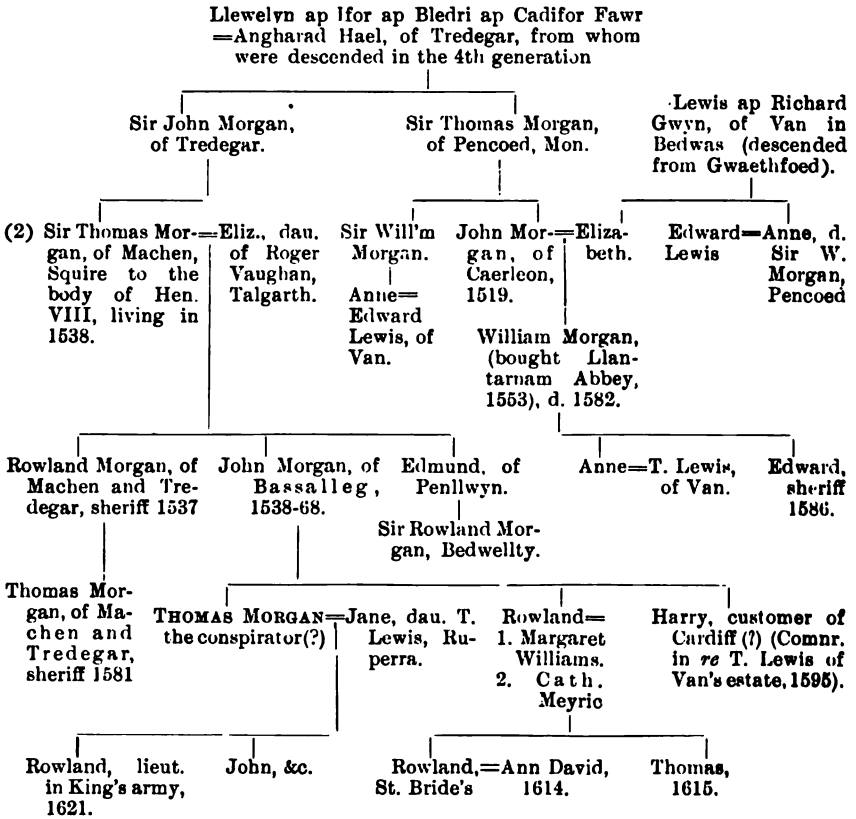 Llewelyn ap Ifor ap Bledri ap Cadifor Fawr
=Angharad Hael, of Tredegar, from whom
were descended in the 4th generation
Sir John Morgan,
of Tredegar.
Sir Thomas Morgan,
of Pencoed, Mon.
Lewis ap Richard
Gwyn, of Van in
Bedwas (descended
from Gwaethfoed).
(2) Sir Thomas Mor-
gan, of Machen,
Squire to the
body of Hen.
VIII, living in
1538.
=Eliz., dau.
of Roger
Vaughan,
Talgarth.
Sir Will'm
Morgan.
Anne=
Edward
Lewis, of
Van.
John Mor-
gan, of
Caerleon,
1519.
=Eliza-
beth.
Edward
Lewis
=Anne, d.
Sir W.
Morgan,
Pencoed
William Morgan,
(bought Llan-
tarnam Abbey,
1553), d. 1582.
Rowland Morgan, of
Machen and Tre-
degar, sheriff 1537
John Morgan, of
Bassalleg,
1538-68.
Edmund, of
Penllwyn.
Sir Rowland Mor-
gan, Bedwellty.
Anne=T. Lewis,
of Van.
Edward,
sheriff
1586.
Thomas Mor-
gan, of Ma-
chen and
Tredegar,
sheriff 1581
THOMAS MORGAN
the conspirator(?)
=Jane, dau. T.
Lewis, Ru-
perra.
Rowland=
1. Margaret
Williams.
2. Cath.
Meyric
Harry, customer of
Cardiff (?) (Comnr.
in re T. Lewis of
Van's estate, 1595).
Rowland, lieut.
in King's army,
1621.
John, &c.
Rowland,
St. Bride's
=Ann David,
1614.
Thomas,
1615.